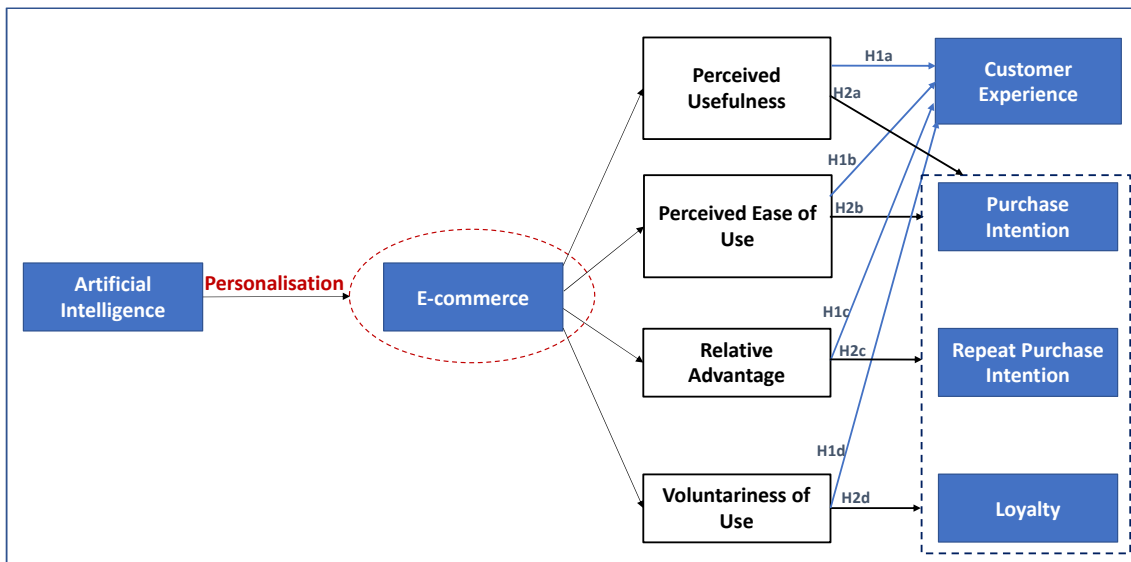 Artificial
Intelligence
Personalisation
E-commerce
Perceived
Usefulness
Perceived Ease of
Use
Relative
Advantage
Voluntariness of
Use
H1a
H2a
H1b
H2b
H1c
H2c
H1d
H2d
Customer
Experience
Purchase
Intention
Repeat Purchase
Intention
Loyalty